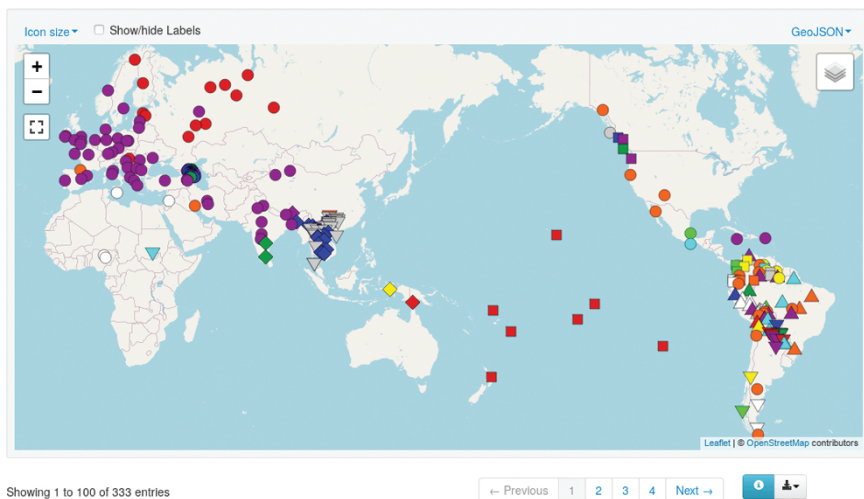 Icon size Show/hide Labels GeoJSON
+
−
Leaflet | © OpenStreetMap contributors
Showing 1 to 100 of 333 entries
← Previous 1 2 3 4 Next →